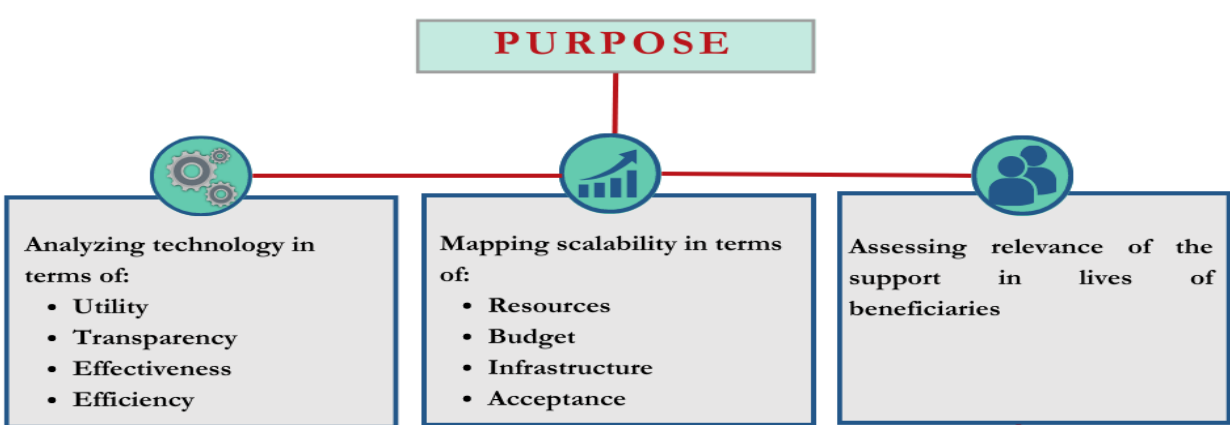 PURPOSE
Analyzing technology in
terms of:
• Utility
• Transparency
• Effectiveness
• Efficiency
Mapping scalability in terms
of:
• Resources
• Budget
• Infrastructure
• Acceptance
Assessing relevance of the
support in lives of
beneficiaries